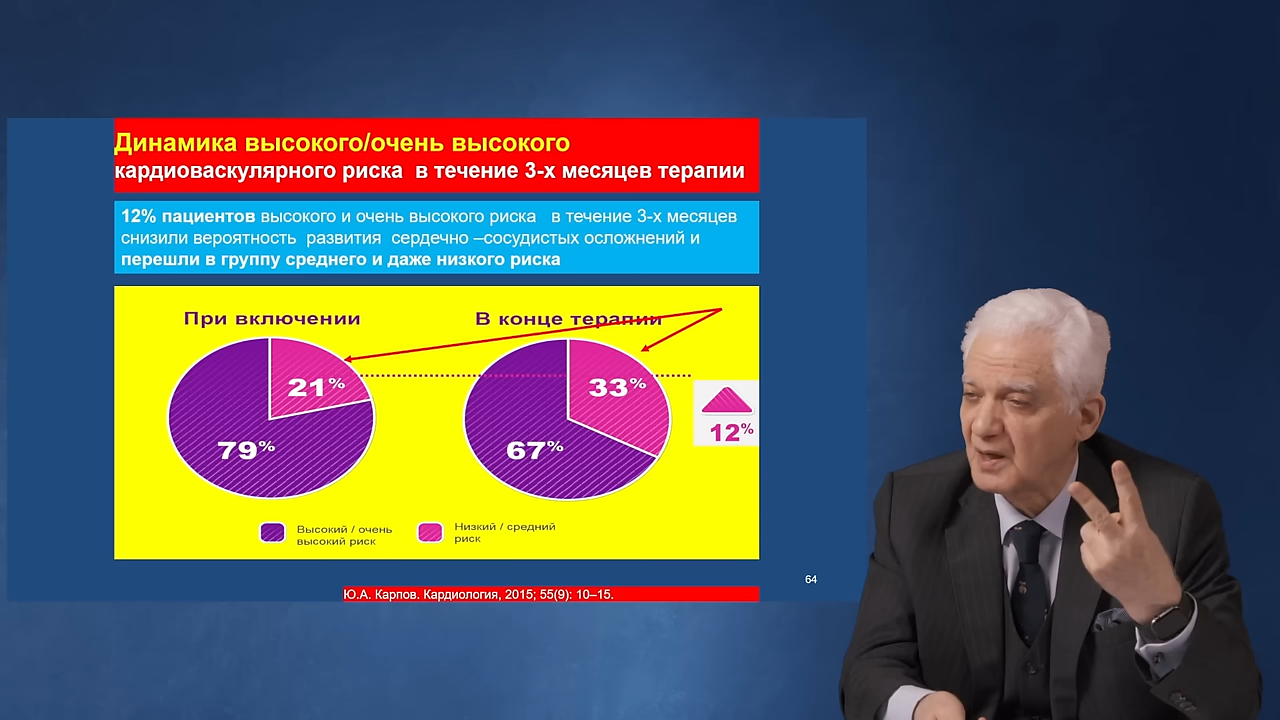 Динамика высокого/очень высокого
кардиоваскулярного риска в течение 3-х месяцев терапии
12% пациентов высокого и очень высокого риска в течение 3-х месяцев
снизили вероятность развития сердечно –сосудистых осложнений и
перешли в группу среднего и даже низкого риска
При включении
В конце терапии
21%
79%
33%
67%
12%
Высокий / очень
высокий риск
Низкий / средний
риск
64
Ю.А. Карпов. Кардиология, 2015; 55(9): 10–15.